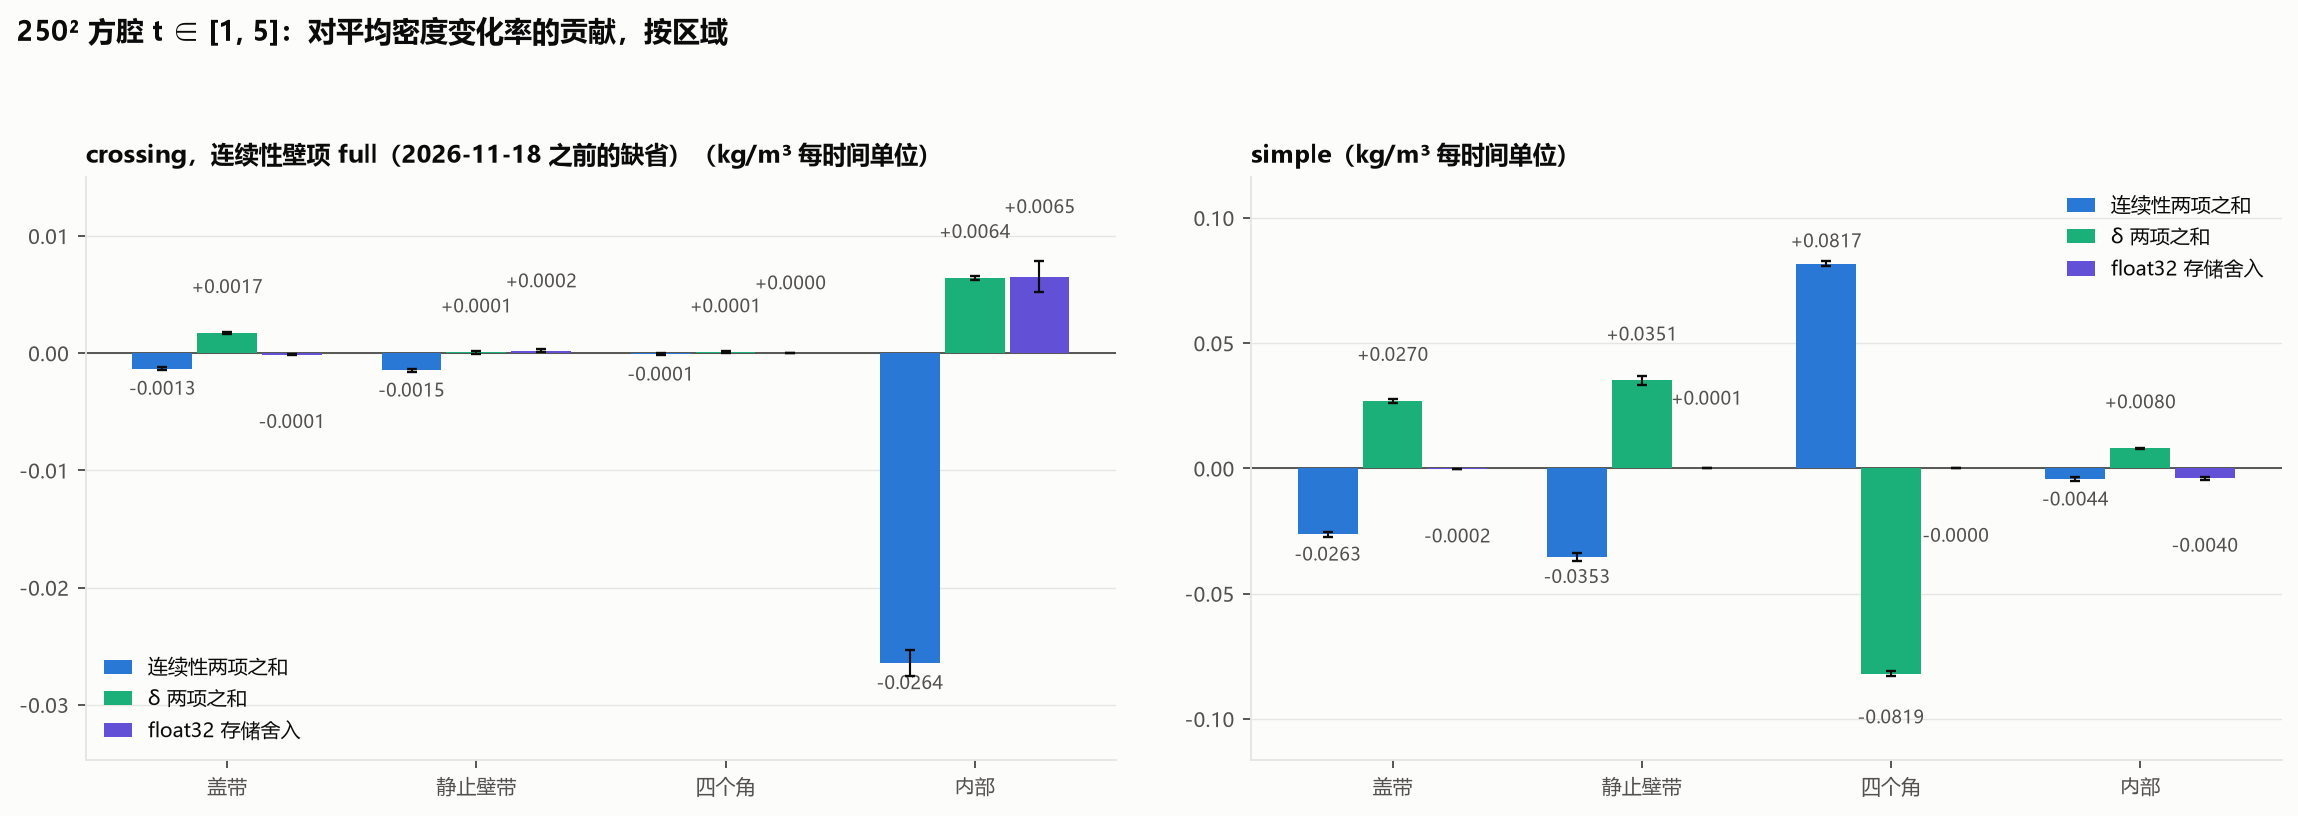 250² 方腔 t ∈ [1, 5]：对平均密度变化率的贡献，按区域
crossing，连续性壁项 full（2026-11-18 之前的缺省）（kg/m³ 每时间单位）
0.01
0.00
-0.01
-0.02
-0.03
+0.0017
+0.0001
+0.0002
+0.0001
+0.0000
+0.0064
+0.0065
-0.0013
-0.0001
-0.0015
-0.0001
-0.0264
连续性两项之和
δ 两项之和
float32 存储舍入
盖带
静止壁带
四个角
内部
simple（kg/m³ 每时间单位）
连续性两项之和
δ 两项之和
float32 存储舍入
0.10
0.05
0.00
-0.05
-0.10
+0.0270
+0.0351
+0.0001
+0.0817
+0.0080
-0.0263
-0.0002
-0.0353
-0.0819
-0.0000
-0.0044
-0.0040
盖带
静止壁带
四个角
内部